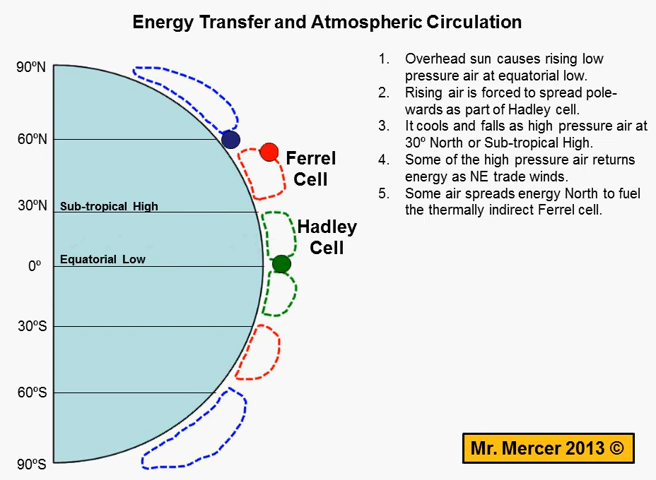 Energy Transfer and Atmospheric Circulation
90ºN
60ºN
30ºN
0º
30ºS
60ºS
90ºS
Sub-tropical High
Equatorial Low
Ferrel
Cell
Hadley
Cell
1. Overhead sun causes rising low
pressure air at equatorial low.
2. Rising air is forced to spread pole-
wards as part of Hadley cell.
3. It cools and falls as high pressure air at
30º North or Sub-tropical High.
4. Some of the high pressure air returns
energy as NE trade winds.
5. Some air spreads energy North to fuel
the thermally indirect Ferrel cell.
Mr. Mercer 2013 ©